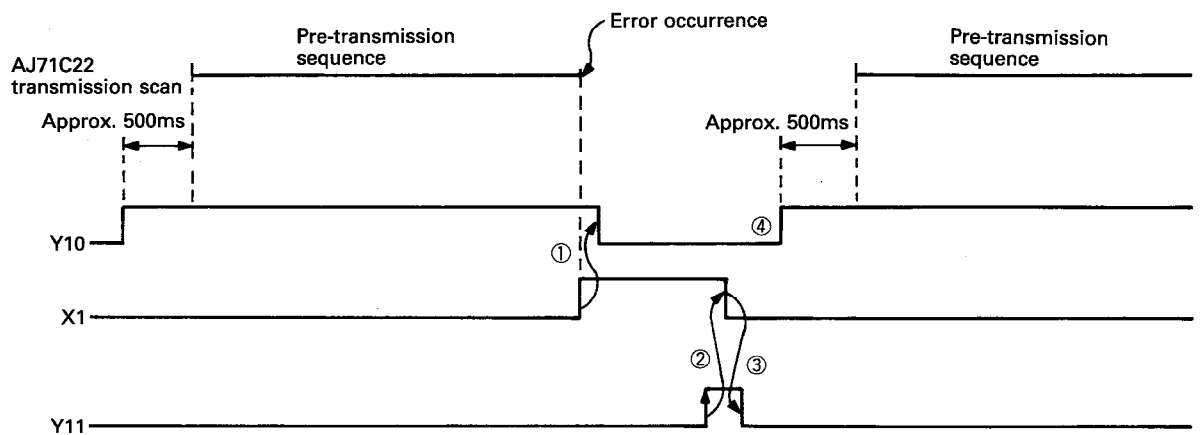 Error occurrence
Pre-transmission
sequence
Pre-transmission
sequence
AJ71C22
transmission scan
Approx. 500ms
Approx. 500ms
Y10
①
④
X1
②
③
Y11